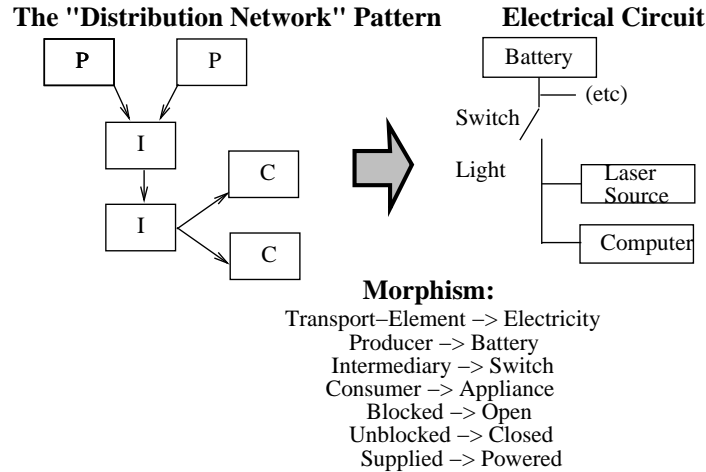 The "Distribution Network" Pattern
Electrical Circuit
P
P
I
I
C
C
Battery
(etc)
Switch
Light
Laser
Source
Computer
Morphism:
Transport−Element −> Electricity
Producer −> Battery
Intermediary −> Switch
Consumer −> Appliance
Blocked −> Open
Unblocked −> Closed
Supplied −> Powered